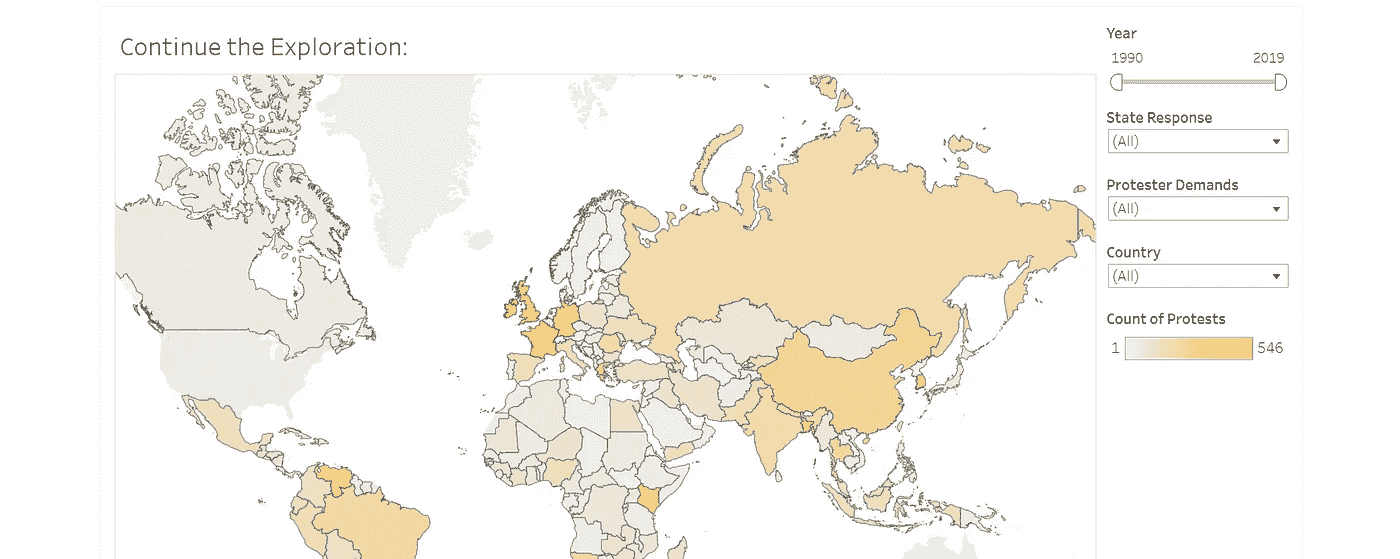 Continue the Exploration:
Year
1990 2019
State Response
(All)
Protester Demands
(All)
Country
(All)
Count of Protests
1 546